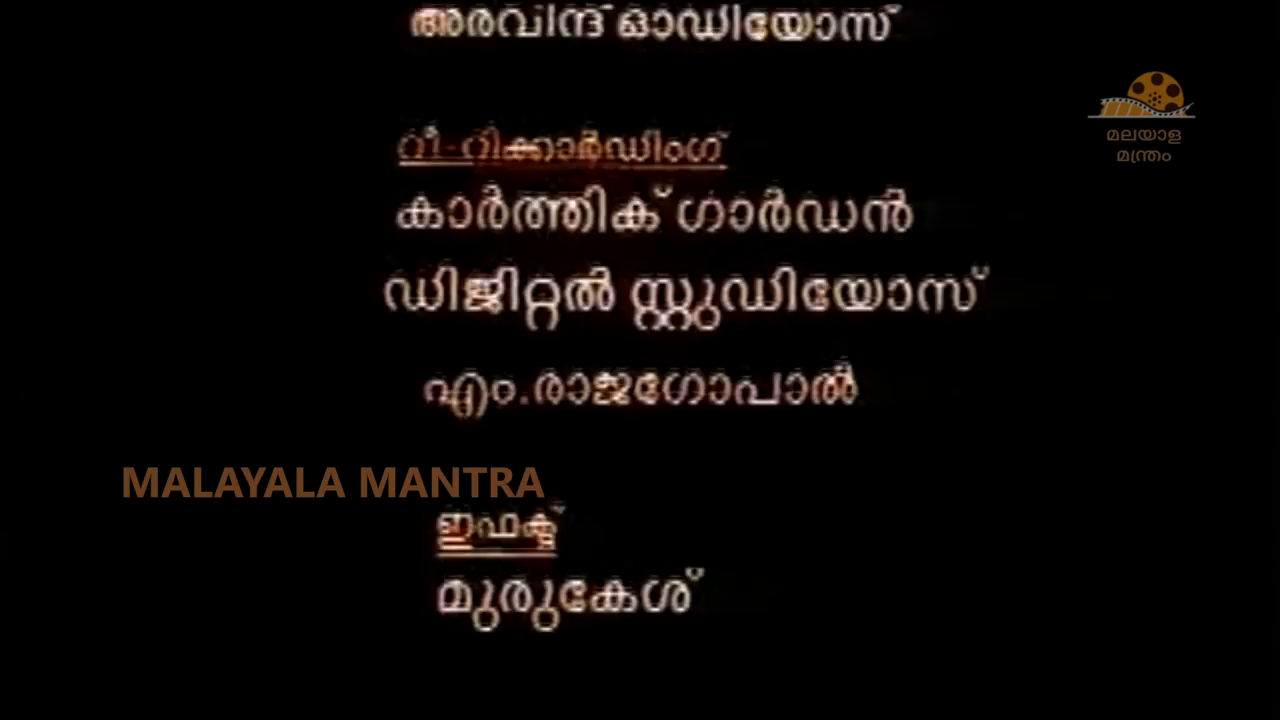 അരവിന്ദ് ഓഡിയോസ്
മലയാള
മന്ത്രം
റീ-റിക്കാർഡിംഗ്
കാർത്തിക് ഗാർഡൻ
ഡിജിറ്റൽ സ്റ്റുഡിയോസ്
എം.രാജഗോപാൽ
MALAYALA MANTRA
ഇഫക്ട്
മുരുകേശ്